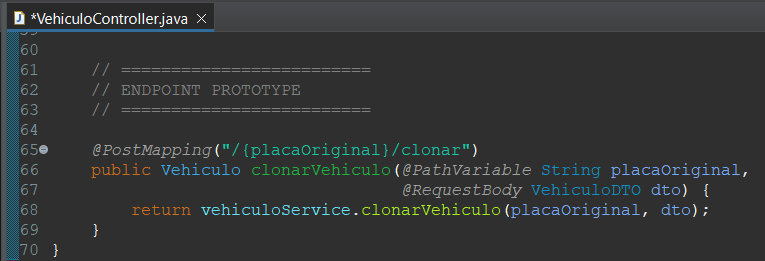 *VehiculoController.java
60
61 // =========================
62 // ENDPOINT PROTOTYPE
63 // =========================
64
65 @PostMapping("/{placaOriginal}/clonar")
66 public Vehiculo clonarVehiculo(@PathVariable String placaOriginal,
67 @RequestBody VehiculoDTO dto) {
68 return vehiculoService.clonarVehiculo(placaOriginal, dto);
69 }
70 }